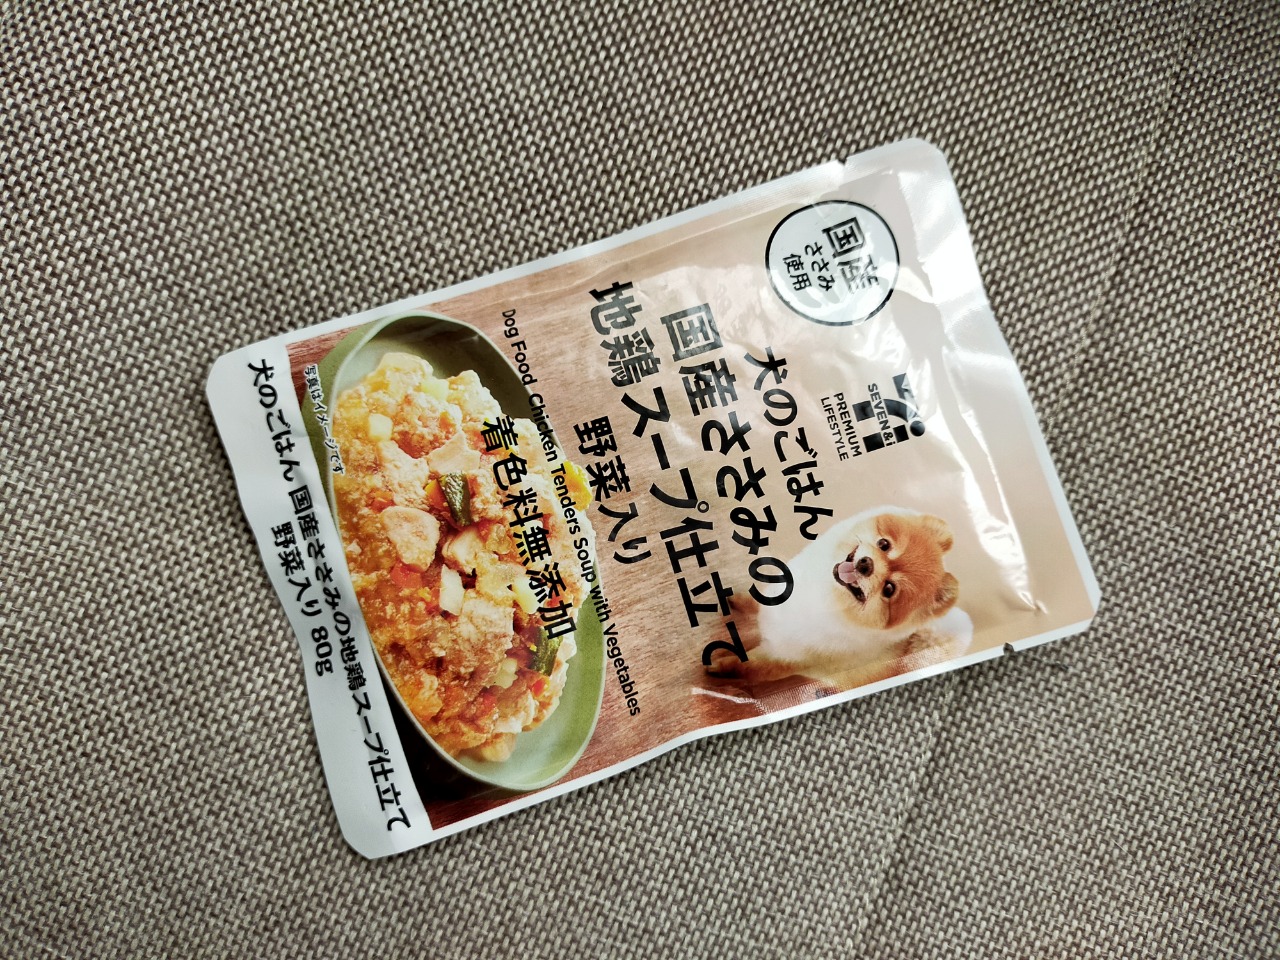 国産
ささみ
使用
SEVEN&i
PREMIUM
LIFESTYLE
犬のごはん
国産ささみの
地鶏スープ仕立て
野菜入り
Dog Food Chicken Tenders Soup with Vegetables
着色料無添加
写真はイメージです
犬のごはん 国産ささみの地鶏スープ仕立て
野菜入り 80g